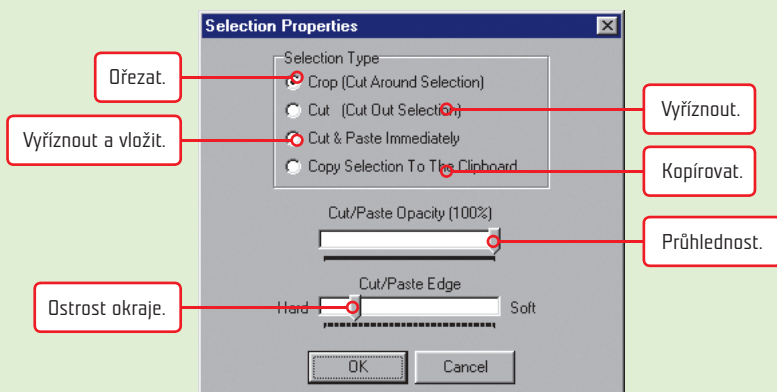 Selection Properties
Selection Type
Ořezat.
Crop (Cut Around Selection)
Cut (Cut Out Selection)
Vyříznout.
Vyříznout a vložit.
Cut & Paste Immediately
Copy Selection To The Clipboard
Kopírovat.
Cut/Paste Opacity (100%)
Průhlednost.
Cut/Paste Edge
Ostrost okraje.
Hard
Soft
OK
Cancel